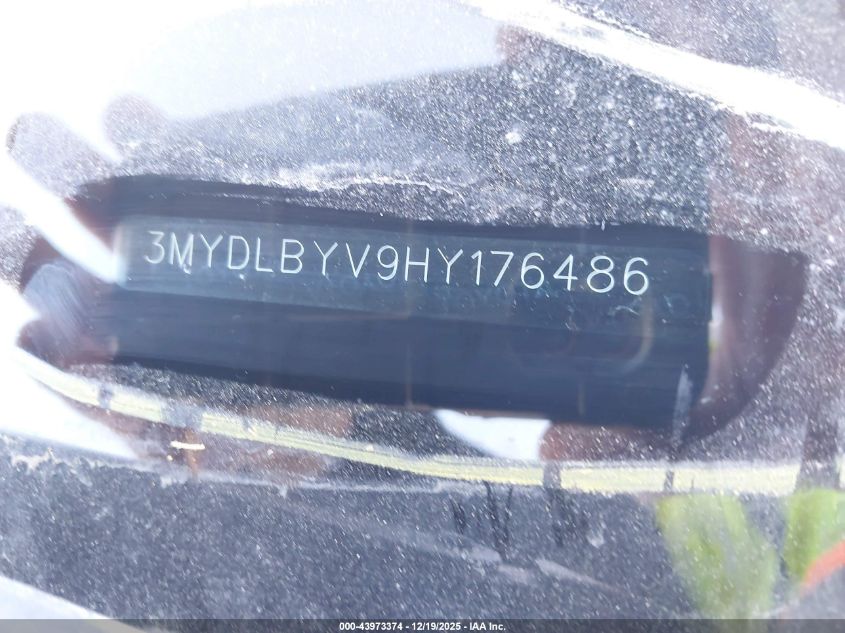 3MYDLBYV9HY176486
000-43973374 - 12/19/2025 - IAA Inc.